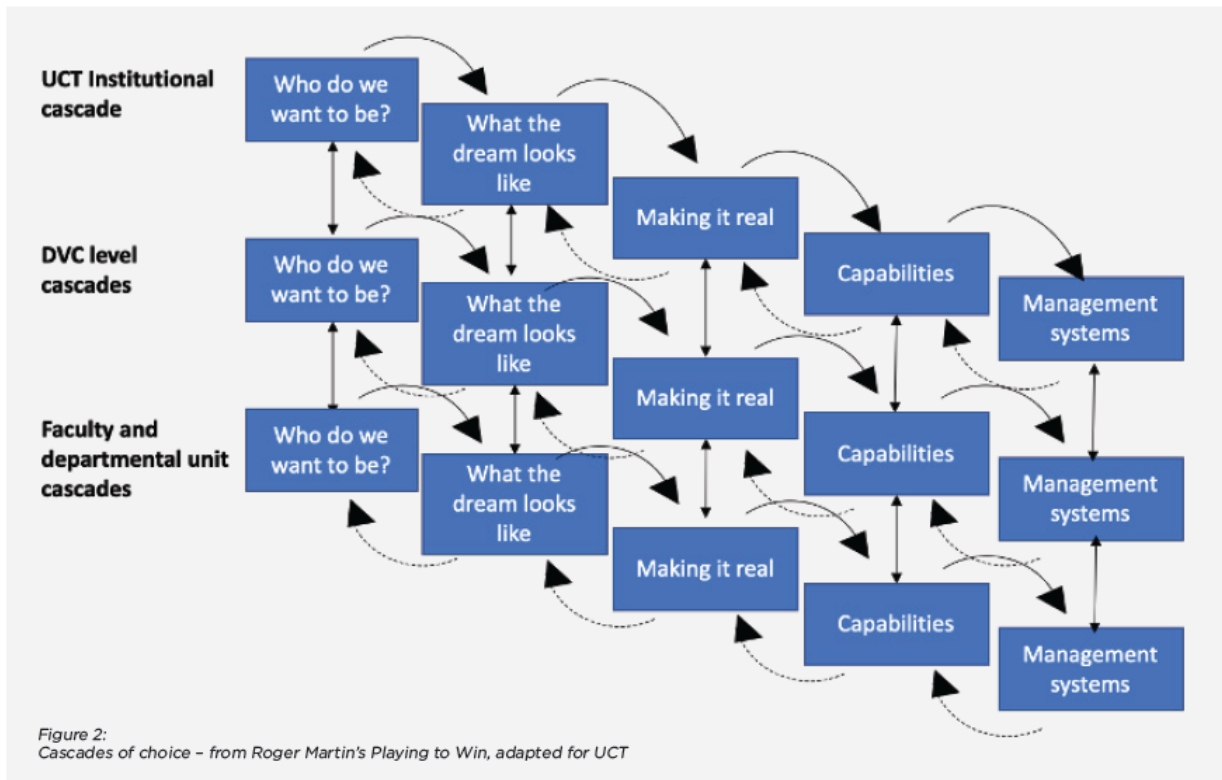 UCT Institutional
cascade
Who do we
want to be?
What the
dream looks
like
Making it real
Capabilities
Management
systems
DVC level
cascades
Who do we
want to be?
What the
dream looks
like
Making it real
Capabilities
Management
systems
Faculty and
departmental unit
cascades
Who do we
want to be?
What the
dream looks
like
Making it real
Capabilities
Management
systems
Figure 2:
Cascades of choice – from Roger Martin's Playing to Win, adapted for UCT